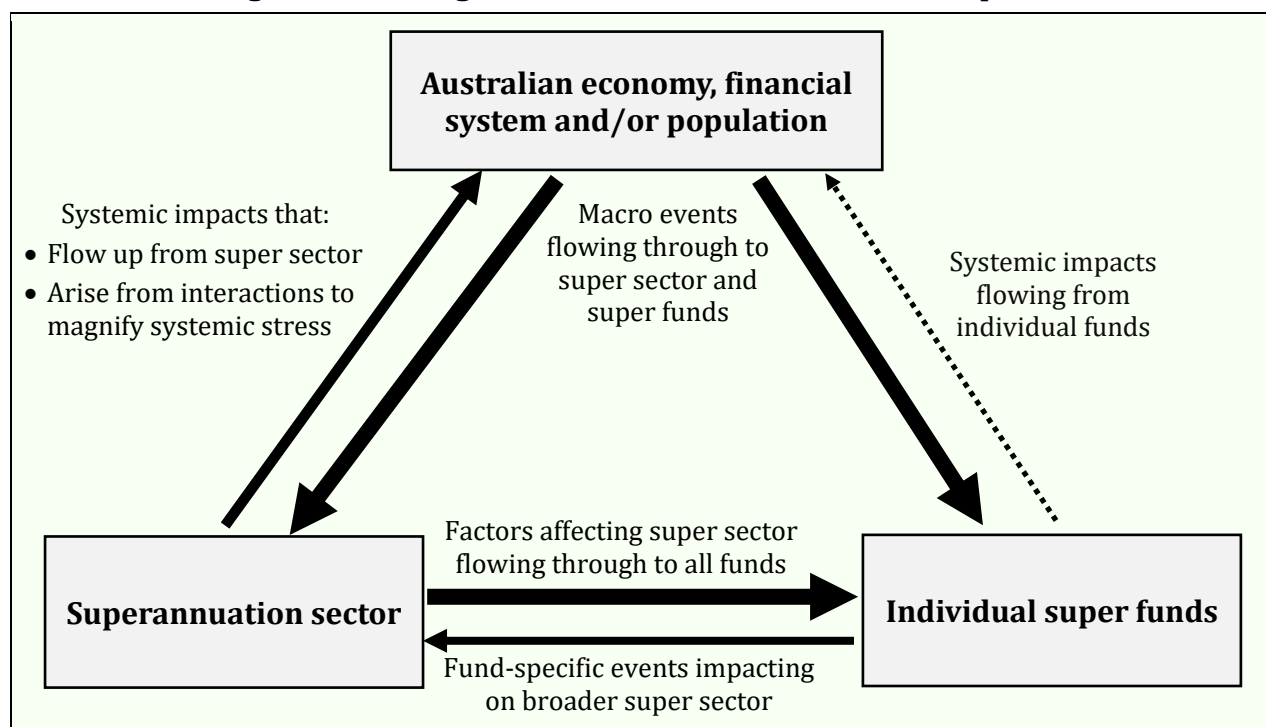 Australian economy, financial
system and/or population
Systemic impacts that:
• Flow up from super sector
• Arise from interactions to
magnify systemic stress
Macro events
flowing through to
super sector and
super funds
Systemic impacts
flowing from
individual funds
Factors affecting super sector
flowing through to all funds
Superannuation sector
Individual super funds
Fund-specific events impacting
on broader super sector